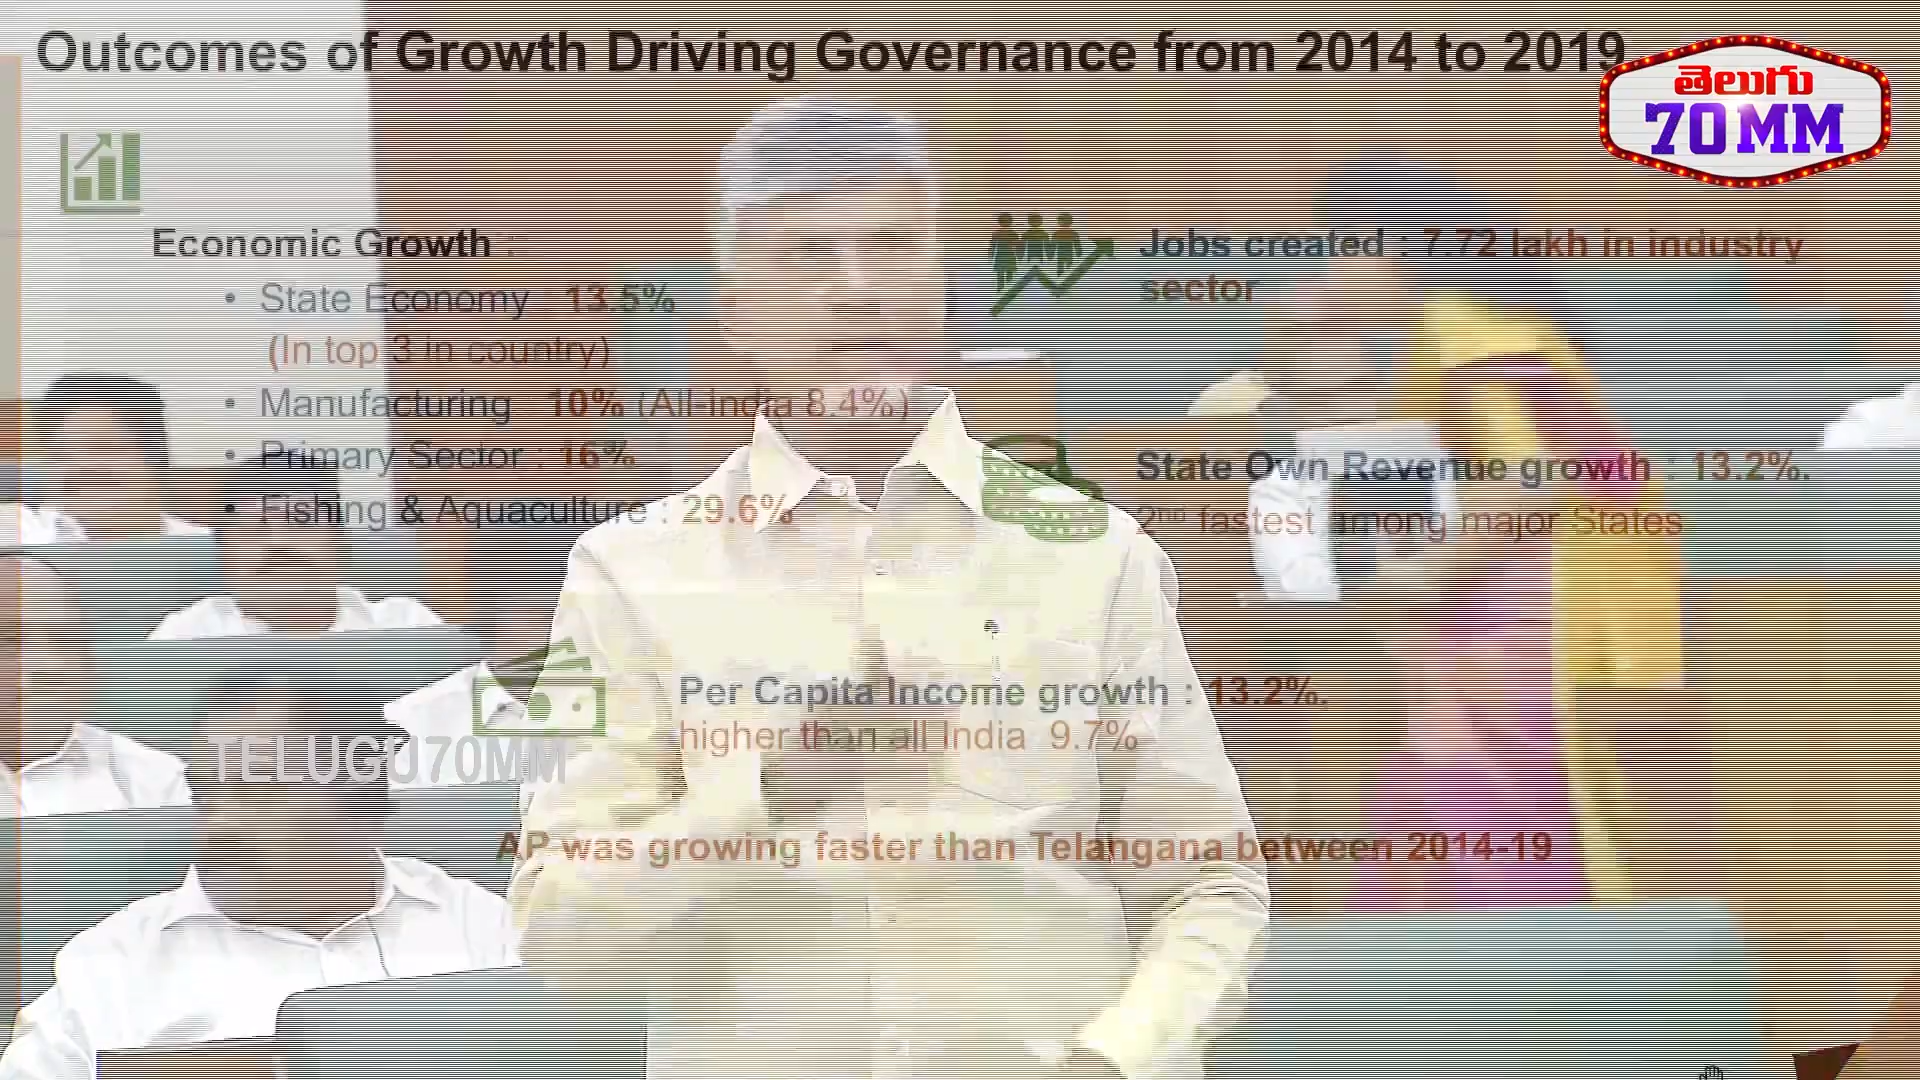 Outcomes of Growth Driving Governance from 2014 to 2019
తెలుగు
70MM
Economic Growth :
• State Economy : 13.5%
(In top 3 in country)
• Manufacturing 10% (All-India 8.4%)
• Primary Sector : 16%
• Fishing & Aquaculture : 29.6%
Jobs created : 7.72 lakh in industry
sector
State Own Revenue growth : 13.2%.
2nd fastest among major States
Per Capita Income growth : 13.2%.
higher than all India 9.7%
TELUGU70MM
AP was growing faster than Telangana between 2014-19